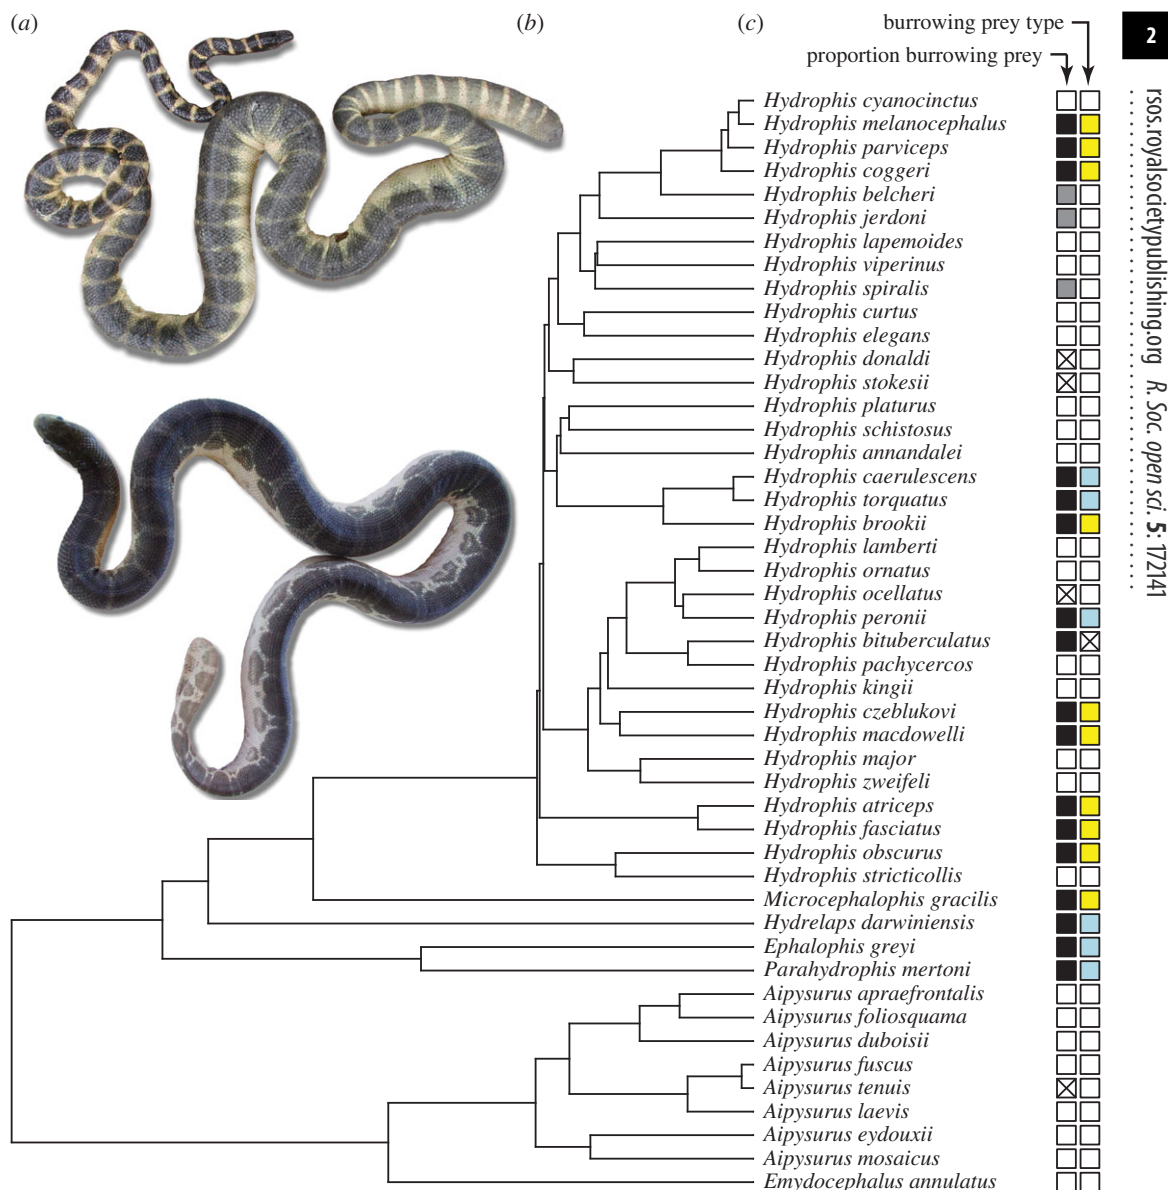 (a)
(b)
(c)
burrowing prey type
proportion burrowing prey
2
Hydrophis cyanocinctus
Hydrophis melanocephalus
Hydrophis parviceps
Hydrophis coggeri
Hydrophis belcheri
Hydrophis jerdoni
Hydrophis lapemoides
Hydrophis viperinus
Hydrophis spiralis
Hydrophis curtus
Hydrophis elegans
Hydrophis donaldi
Hydrophis stokesii
Hydrophis platurus
Hydrophis schistosus
Hydrophis annandalei
Hydrophis caerulescens
Hydrophis torquatus
Hydrophis brookii
Hydrophis lamberti
Hydrophis ornatus
Hydrophis ocellatus
Hydrophis peronii
Hydrophis bituberculatus
Hydrophis pachycercos
Hydrophis kingii
Hydrophis czeblukovi
Hydrophis macdowelli
Hydrophis major
Hydrophis zweifeli
Hydrophis atriceps
Hydrophis fasciatus
Hydrophis obscurus
Hydrophis stricticollis
Microcephalophis gracilis
Hydrelaps darwiniensis
Ephalophis greyi
Parahydrophis mertoni
Aipysurus apraefrontalis
Aipysurus foliosquama
Aipysurus duboisii
Aipysurus fuscus
Aipysurus tenuis
Aipysurus laevis
Aipysurus eydouxii
Aipysurus mosaicus
Emydocephalus annulatus
rsos.royalsocietypublishing.org R. Soc. open sci. 5: 172141